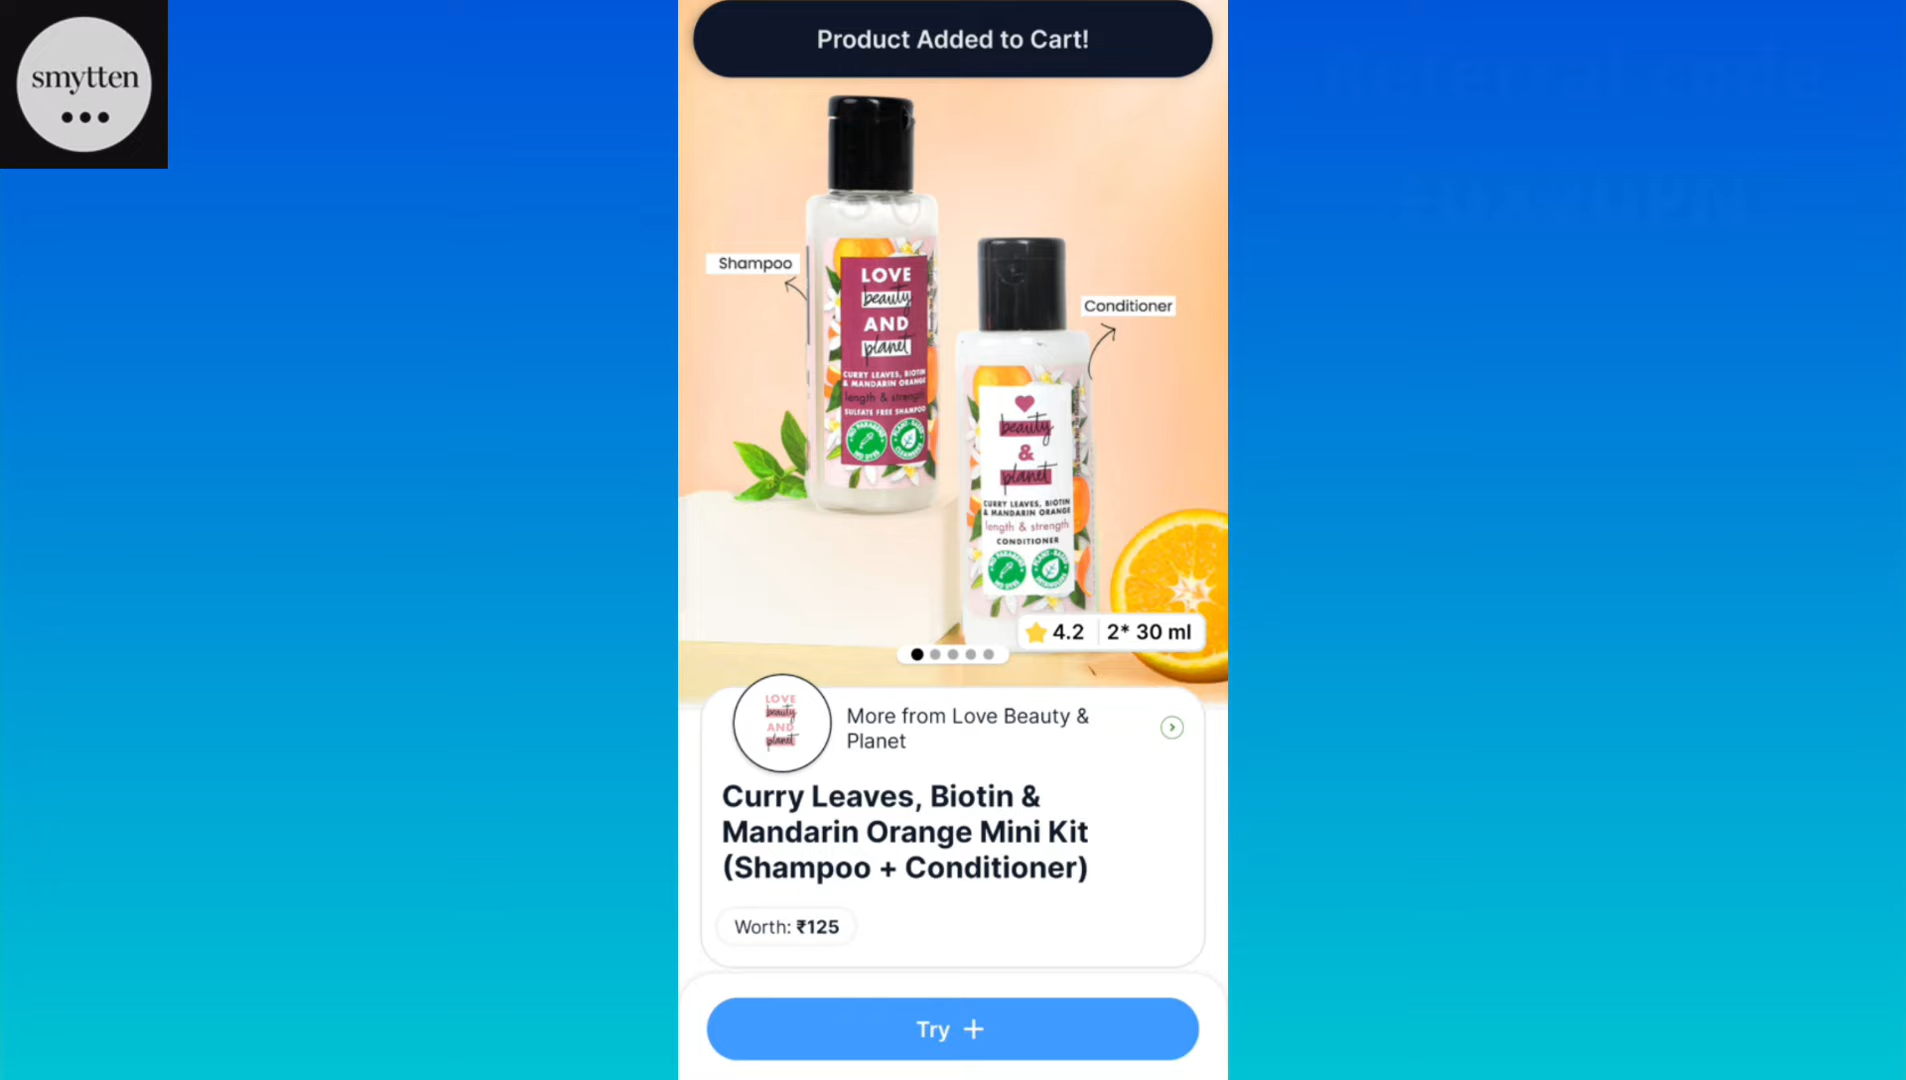 smytten
Product Added to Cart!
Shampoo
Conditioner
LOVE
beauty
AND
planet
CURRY LEAVES, BIOTIN
& MANDARIN ORANGE
length & strength
SULFATE FREE SHAMPOO
beauty
&
planet
CURRY LEAVES, BIOTIN
& MANDARIN ORANGE
length & strength
CONDITIONER
4.2
2* 30 ml
LOVE
beauty
AND
planet
More from Love Beauty &
Planet
Curry Leaves, Biotin &
Mandarin Orange Mini Kit
(Shampoo + Conditioner)
Worth: ₹125
Try +